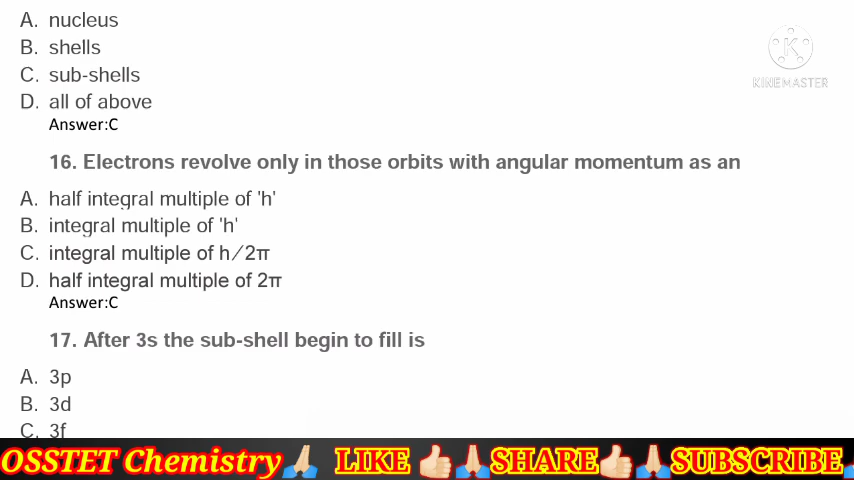 A. nucleus
B. shells
C. sub-shells
D. all of above
Answer:C
KINEMASTER
16. Electrons revolve only in those orbits with angular momentum as an
A. half integral multiple of 'h'
B. integral multiple of 'h'
C. integral multiple of h/2π
D. half integral multiple of 2π
Answer:C
17. After 3s the sub-shell begin to fill is
A. 3p
B. 3d
C. 3f
OSSTET Chemistry🙏🏻 LIKE 👍🏻🙏🏻SHARE👍🏻🙏🏻SUBSCRIBE